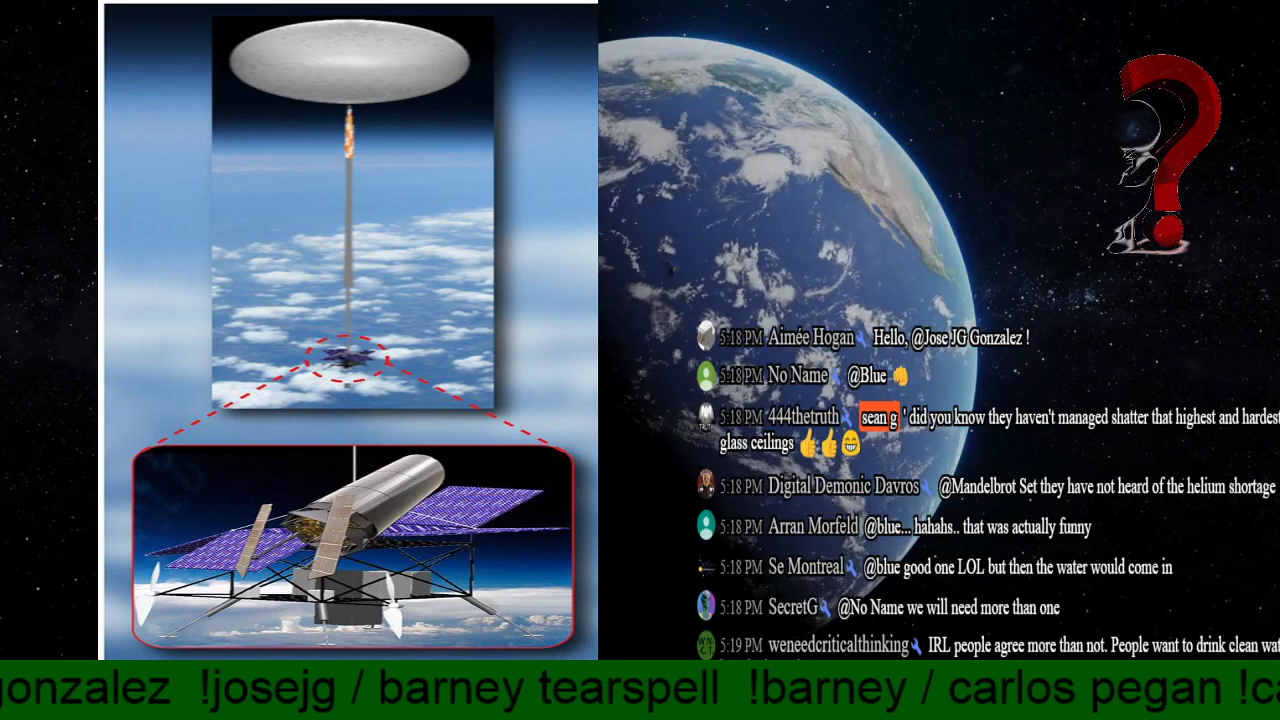 5:18 PM Aimée Hogan Hello, @Jose JG Gonzalez !
5:18 PM No Name @Blue
5:18 PM 444thetruth sean g ' did you know they haven't managed shatter that highest and hardest
glass ceilings
5:18 PM Digital Demonic Davros @Mandelbrot Set they have not heard of the helium shortage
5:18 PM Arran Morfeld @blue... hahahs.. that was actually funny
5:18 PM Se Montreal @blue good one LOL but then the water would come in
5:18 PM SecretG @No Name we will need more than one
5:19 PM weneedcriticalthinking IRL people agree more than not. People want to drink clean wat
gonzalez !josejg / barney tearspell !barney / carlos pegan !ca